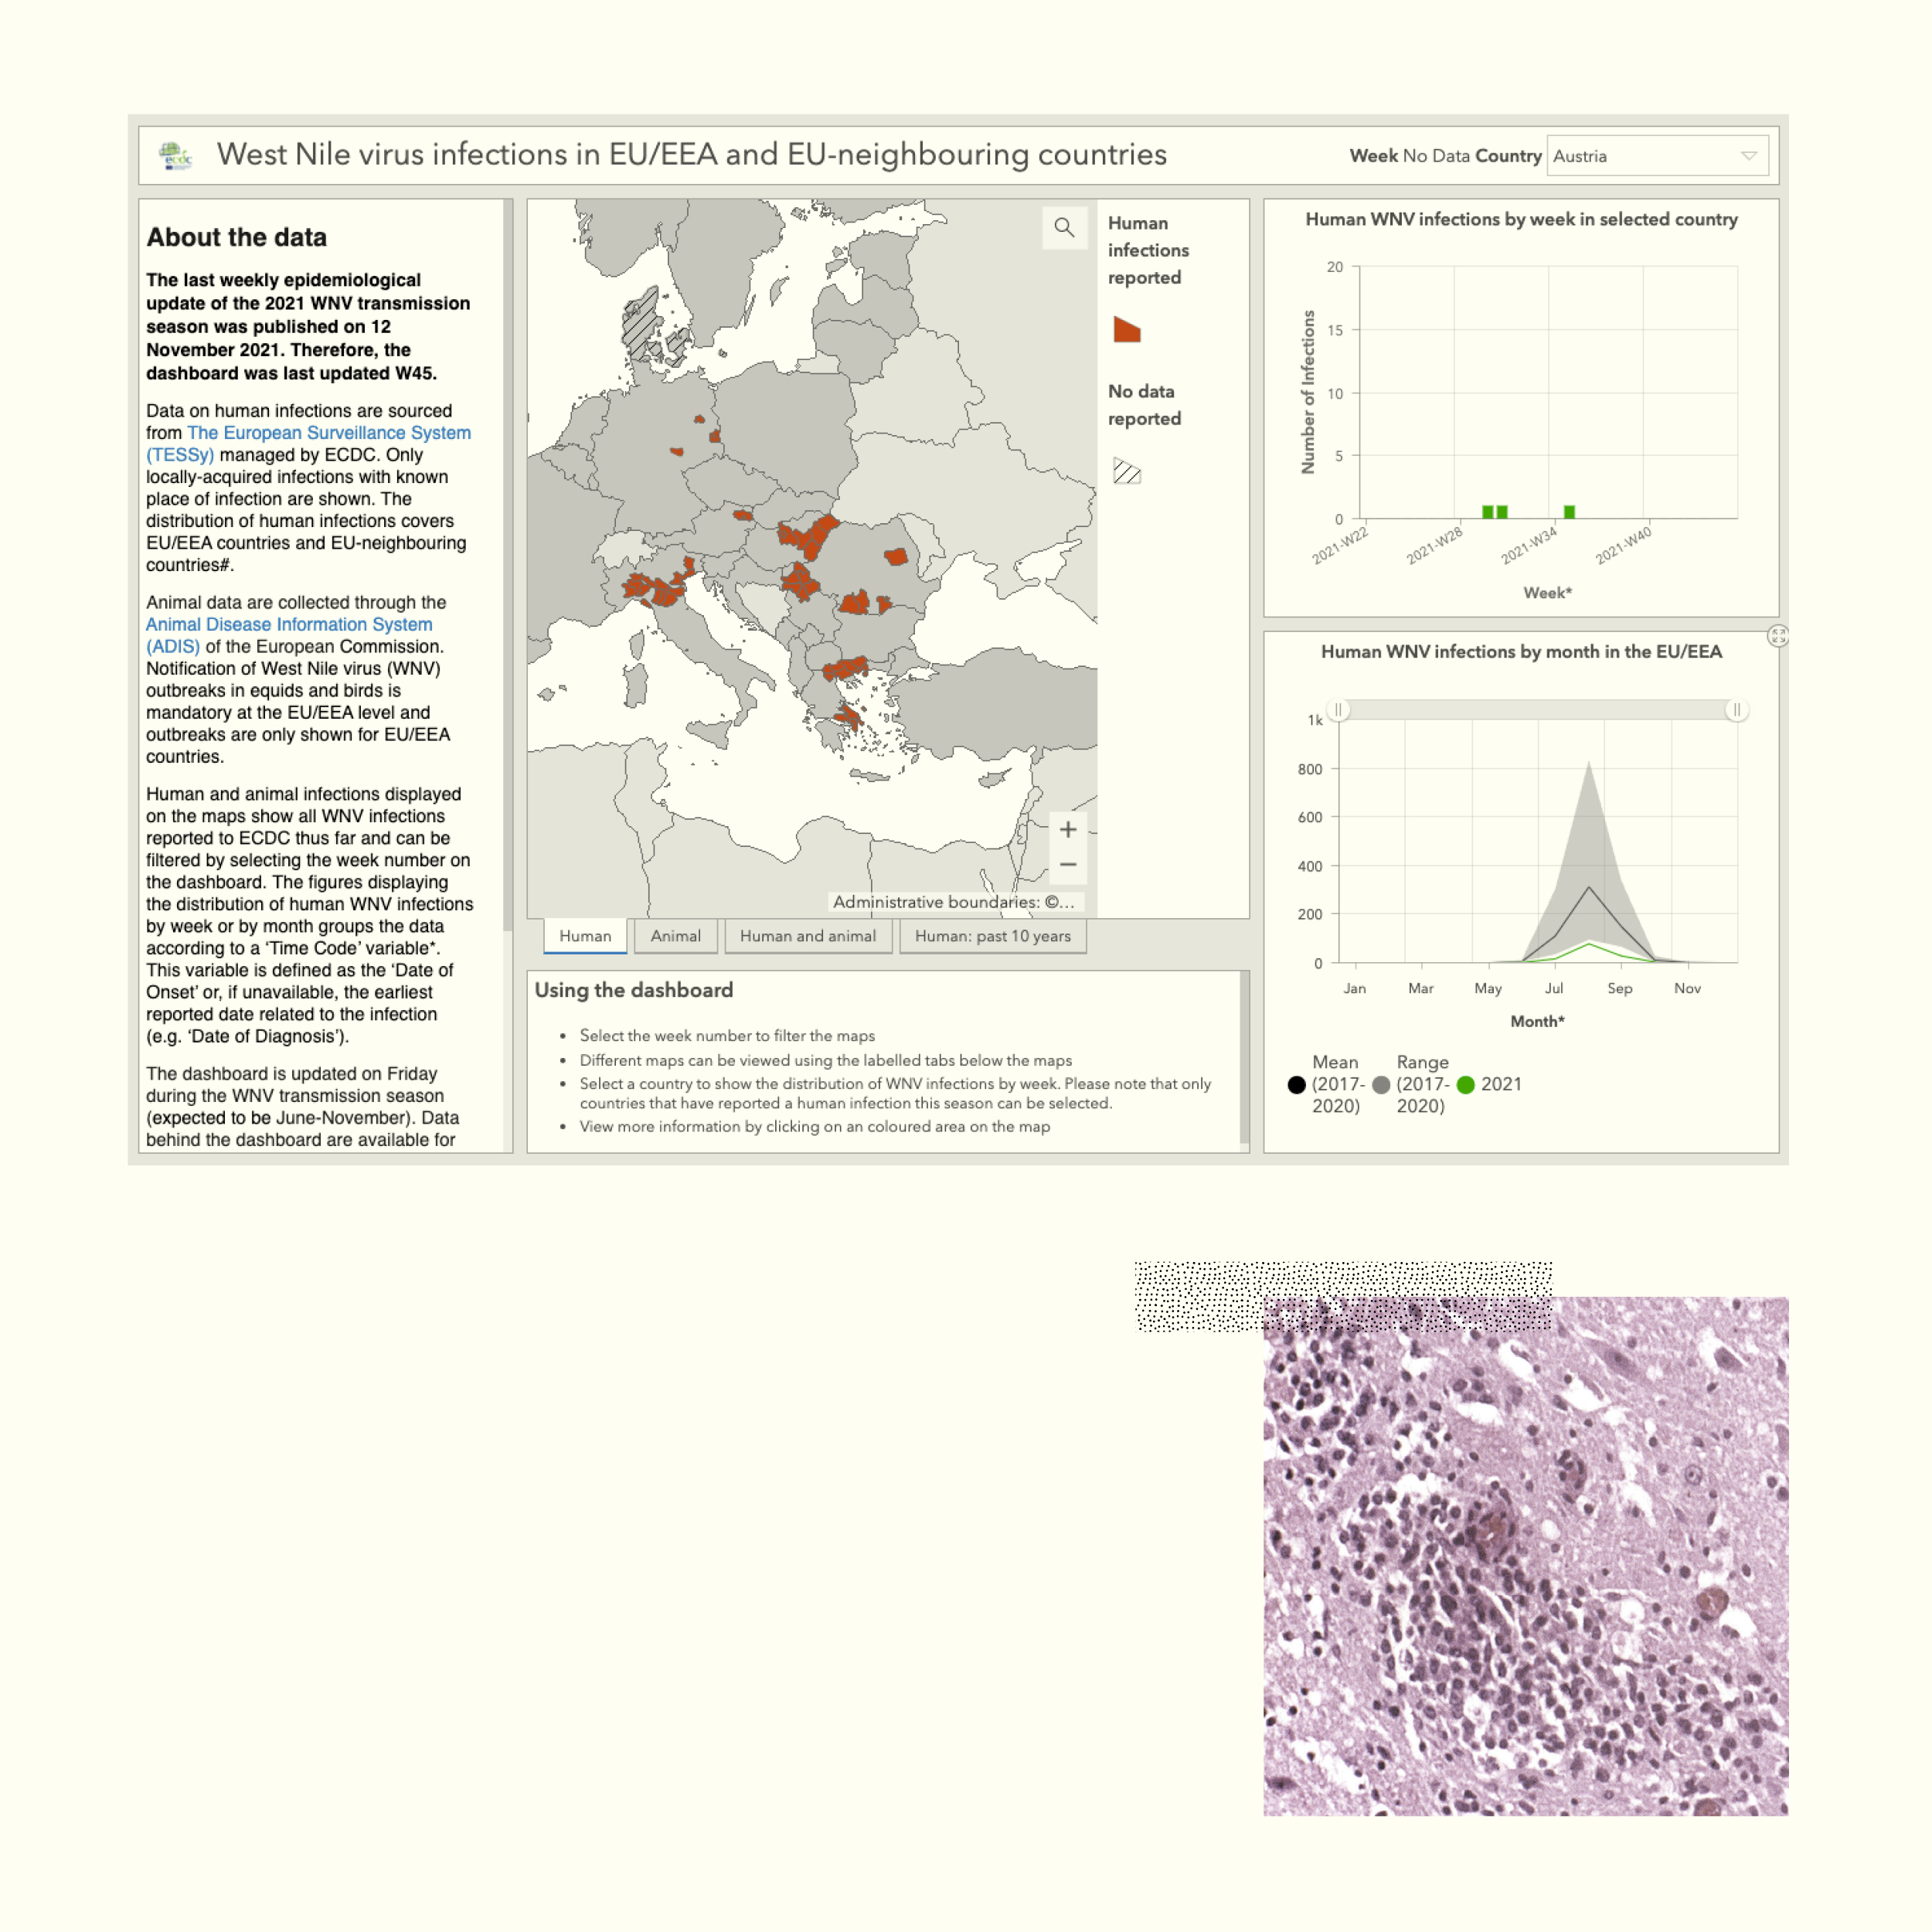 ecdc
West Nile virus infections in EU/EEA and EU-neighbouring countries
Week No Data Country Austria
About the data
The last weekly epidemiological
update of the 2021 WNV transmission
season was published on 12
November 2021. Therefore, the
dashboard was last updated W45.
Data on human infections are sourced
from The European Surveillance System
(TESSy) managed by ECDC. Only
locally-acquired infections with known
place of infection are shown. The
distribution of human infections covers
EU/EEA countries and EU-neighbouring
countries#.
Animal data are collected through the
Animal Disease Information System
(ADIS) of the European Commission.
Notification of West Nile virus (WNV)
outbreaks in equids and birds is
mandatory at the EU/EEA level and
outbreaks are only shown for EU/EEA
countries.
Human and animal infections displayed
on the maps show all WNV infections
reported to ECDC thus far and can be
filtered by selecting the week number on
the dashboard. The figures displaying
the distribution of human WNV infections
by week or by month groups the data
according to a ‘Time Code’ variable*.
This variable is defined as the ‘Date of
Onset’ or, if unavailable, the earliest
reported date related to the infection
(e.g. ‘Date of Diagnosis’).
The dashboard is updated on Friday
during the WNV transmission season
(expected to be June-November). Data
behind the dashboard are available for
Human
infections
reported
No data
reported
+
−
Administrative boundaries: ©...
Human
Animal
Human and animal
Human: past 10 years
Using the dashboard
• Select the week number to filter the maps
• Different maps can be viewed using the labelled tabs below the maps
• Select a country to show the distribution of WNV infections by week. Please note that only
countries that have reported a human infection this season can be selected.
• View more information by clicking on an coloured area on the map
Human WNV infections by week in selected country
Number of Infections
20
15
10
5
0
2021-W22
2021-W28
2021-W34
2021-W40
Week*
Human WNV infections by month in the EU/EEA
1k
800
600
400
200
0
Jan
Mar
May
Jul
Sep
Nov
Month*
Mean
(2017-
2020)
Range
(2017-
2020)
2021